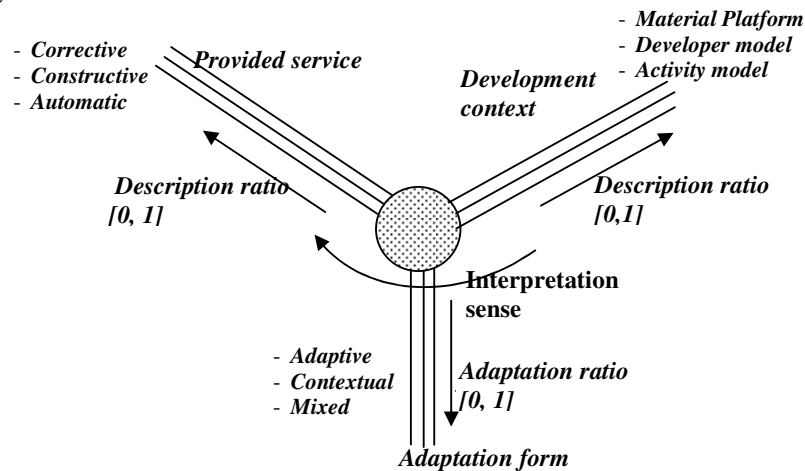 - Corrective
- Constructive
- Automatic
Provided service
- Material Platform
- Developer model
- Activity model
Development
context
Description ratio
[0, 1]
Description ratio
[0,1]
Interpretation
sense
- Adaptive
- Contextual
- Mixed
Adaptation ratio
[0, 1]
Adaptation form